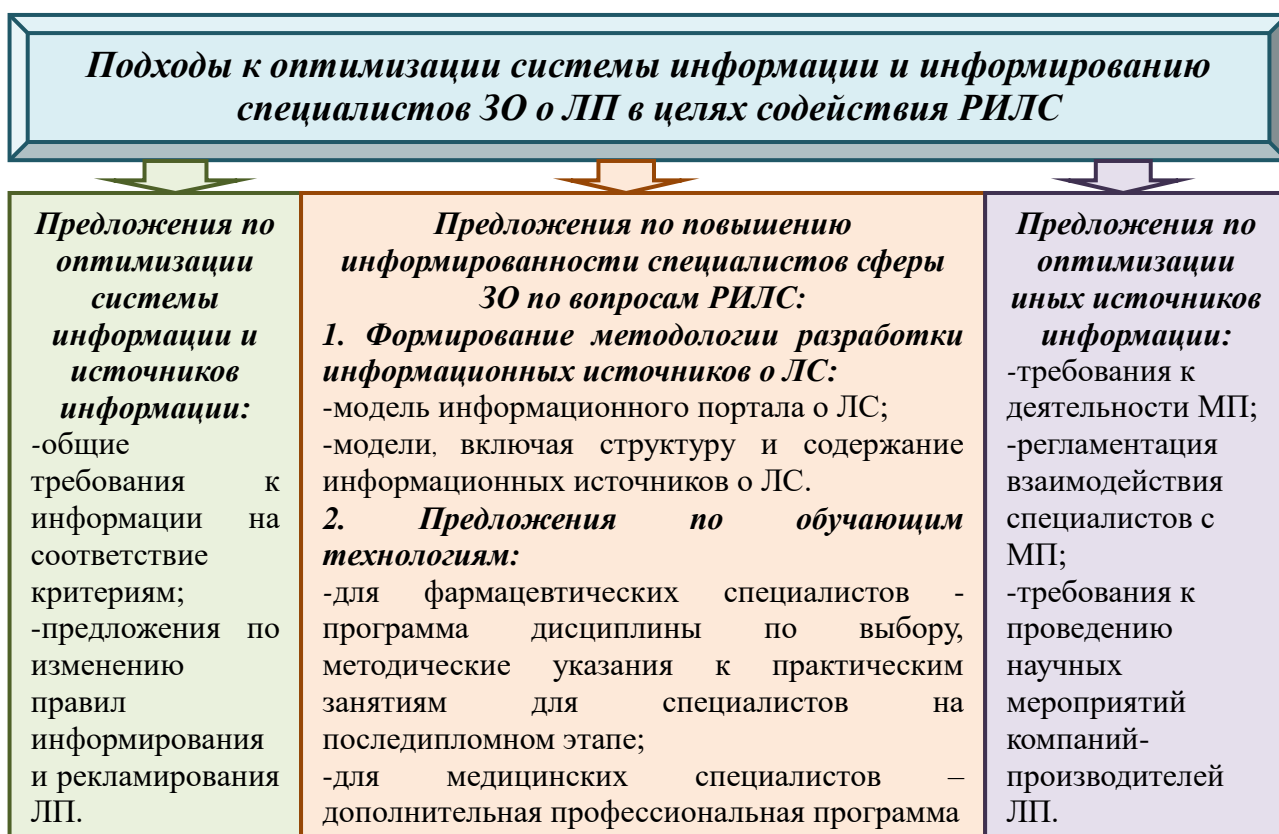 Подходы к оптимизации системы информации и информированию
специалистов ЗО о ЛП в целях содействия РИЛС
Предложения по
оптимизации
системы
информации и
источников
информации:
-общие
требования к
информации на
соответствие
критериям;
-предложения по
изменению
правил
информирования
и рекламирования
ЛП.
Предложения по повышению
информированности специалистов сферы
ЗО по вопросам РИЛС:
1. Формирование методологии разработки
информационных источников о ЛС:
-модель информационного портала о ЛС;
-модели, включая структуру и содержание
информационных источников о ЛС.
2. Предложения по обучающим
технологиям:
-для фармацевтических специалистов -
программа дисциплины по выбору,
методические указания к практическим
занятиям для специалистов на
последипломном этапе;
-для медицинских специалистов –
дополнительная профессиональная программа
Предложения по
оптимизации
иных источников
информации:
-требования к
деятельности МП;
-регламентация
взаимодействия
специалистов с
МП;
-требования к
проведению
научных
мероприятий
компаний-
производителей
ЛП.